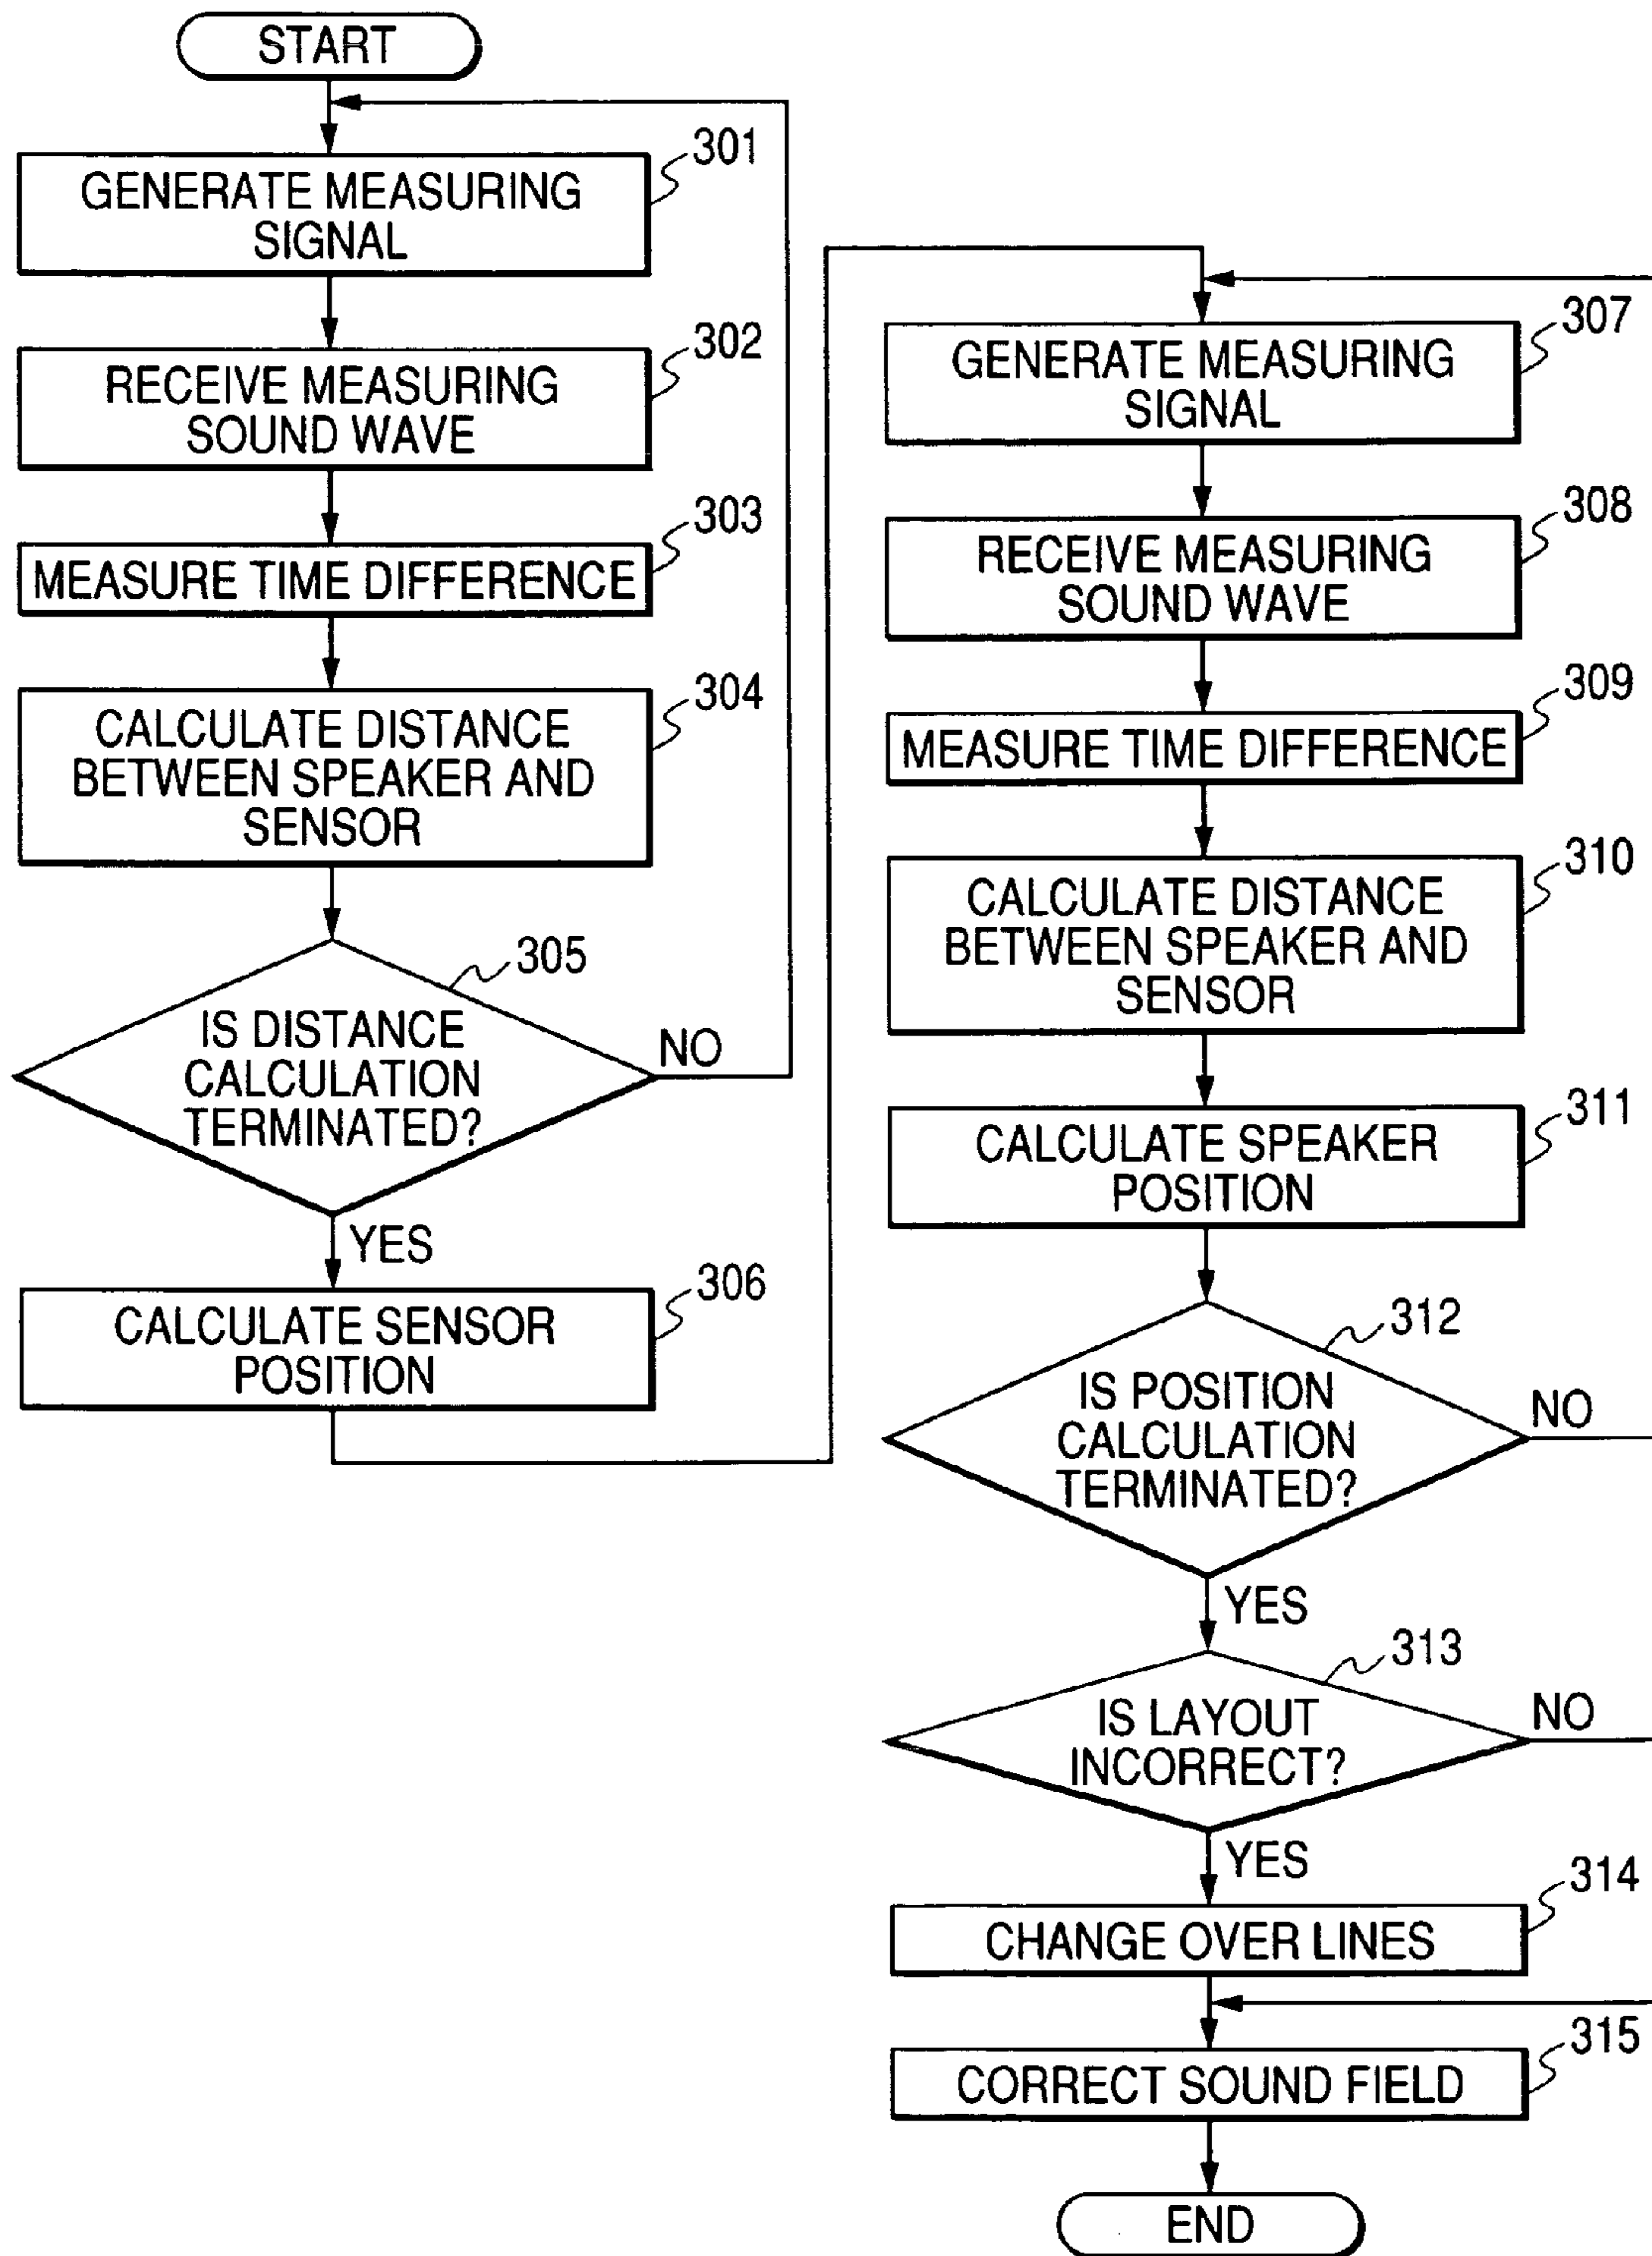 START
301
GENERATE MEASURING
SIGNAL
302
RECEIVE MEASURING
SOUND WAVE
303
MEASURE TIME DIFFERENCE
304
CALCULATE DISTANCE
BETWEEN SPEAKER AND
SENSOR
305
IS DISTANCE
CALCULATION
TERMINATED?
NO
YES
306
CALCULATE SENSOR
POSITION
307
GENERATE MEASURING
SIGNAL
308
RECEIVE MEASURING
SOUND WAVE
309
MEASURE TIME DIFFERENCE
310
CALCULATE DISTANCE
BETWEEN SPEAKER AND
SENSOR
311
CALCULATE SPEAKER
POSITION
312
IS POSITION
CALCULATION
TERMINATED?
NO
YES
313
IS LAYOUT
INCORRECT?
NO
YES
314
CHANGE OVER LINES
315
CORRECT SOUND FIELD
END